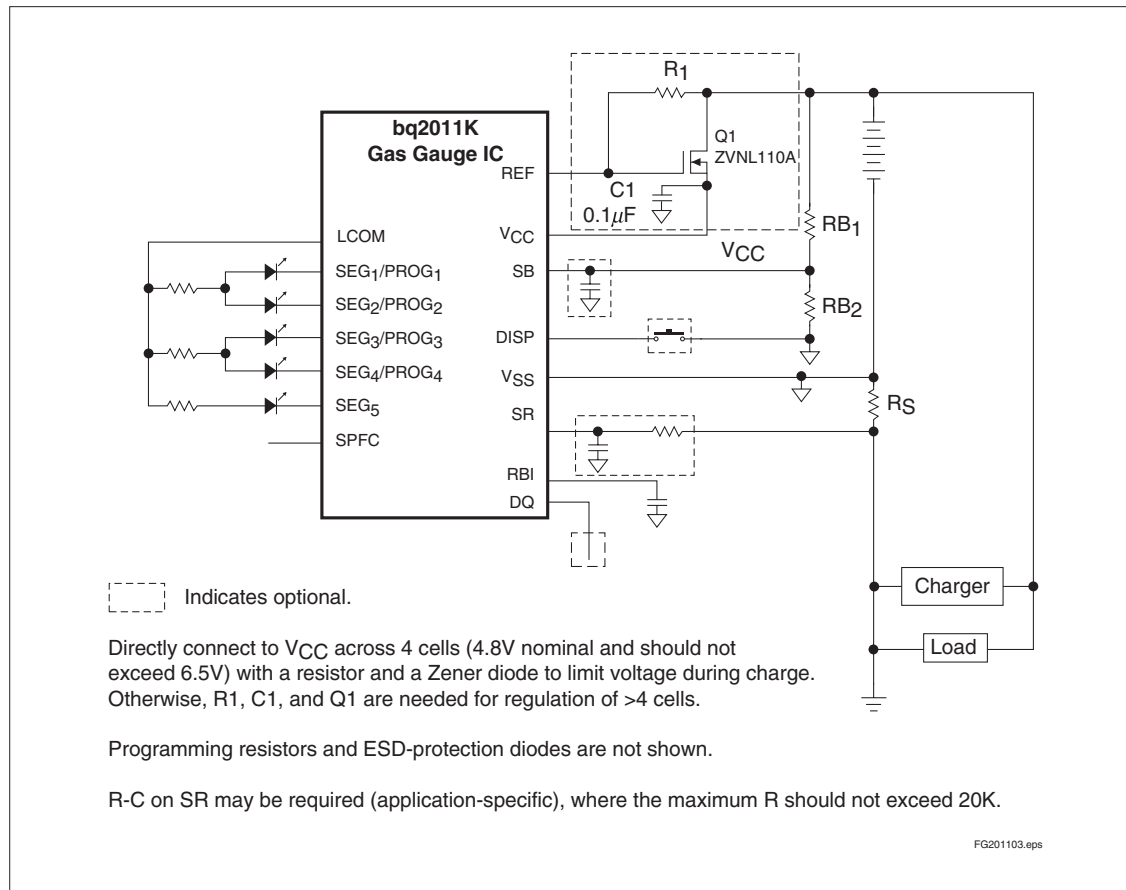 bq2011K
Gas Gauge IC
REF
VCC
SB
DISP
VSS
SR
RBI
DQ
LCOM
SEG1/PROG1
SEG2/PROG2
SEG3/PROG3
SEG4/PROG4
SEG5
SPFC
R1
Q1
ZVNL110A
C1
0.1µF
VCC
RB1
RB2
RS
Charger
Load
Indicates optional.
Directly connect to VCC across 4 cells (4.8V nominal and should not
exceed 6.5V) with a resistor and a Zener diode to limit voltage during charge.
Otherwise, R1, C1, and Q1 are needed for regulation of >4 cells.
Programming resistors and ESD-protection diodes are not shown.
R-C on SR may be required (application-specific), where the maximum R should not exceed 20K.
FG201103.eps